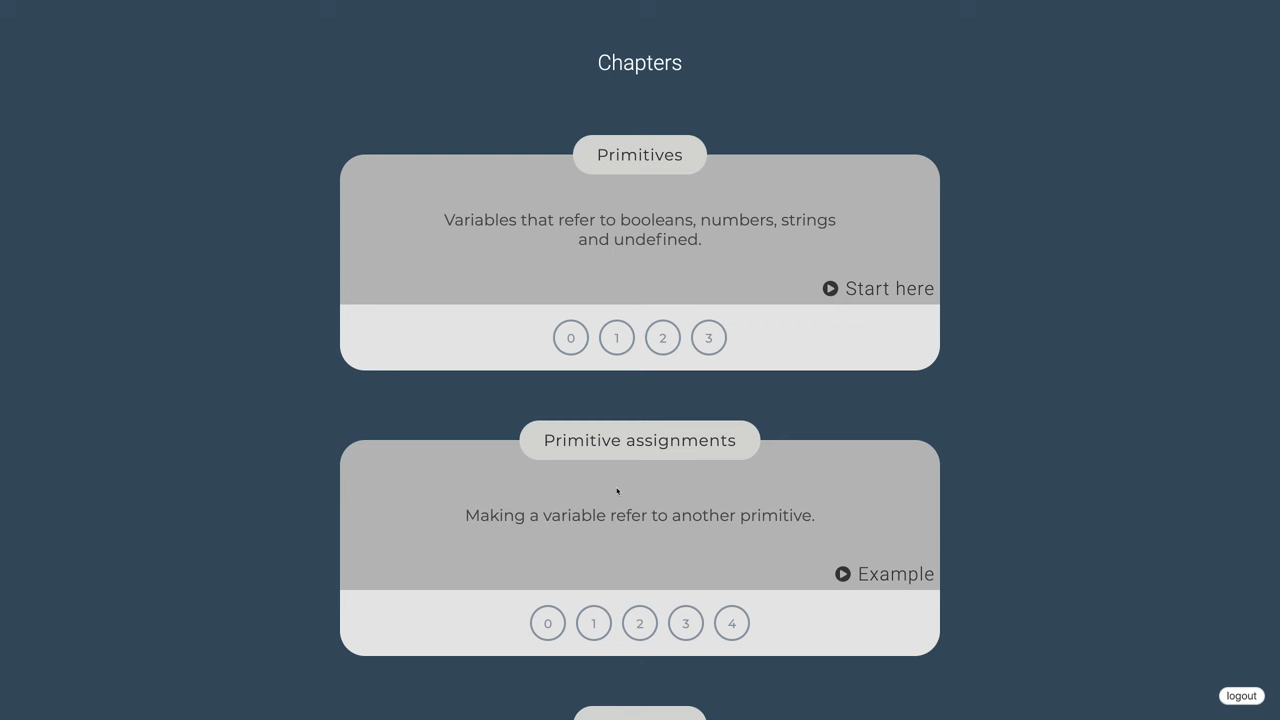 Chapters
Primitives
Variables that refer to booleans, numbers, strings
and undefined.
Start here
0 1 2 3
Primitive assignments
Making a variable refer to another primitive.
Example
0 1 2 3 4
logout